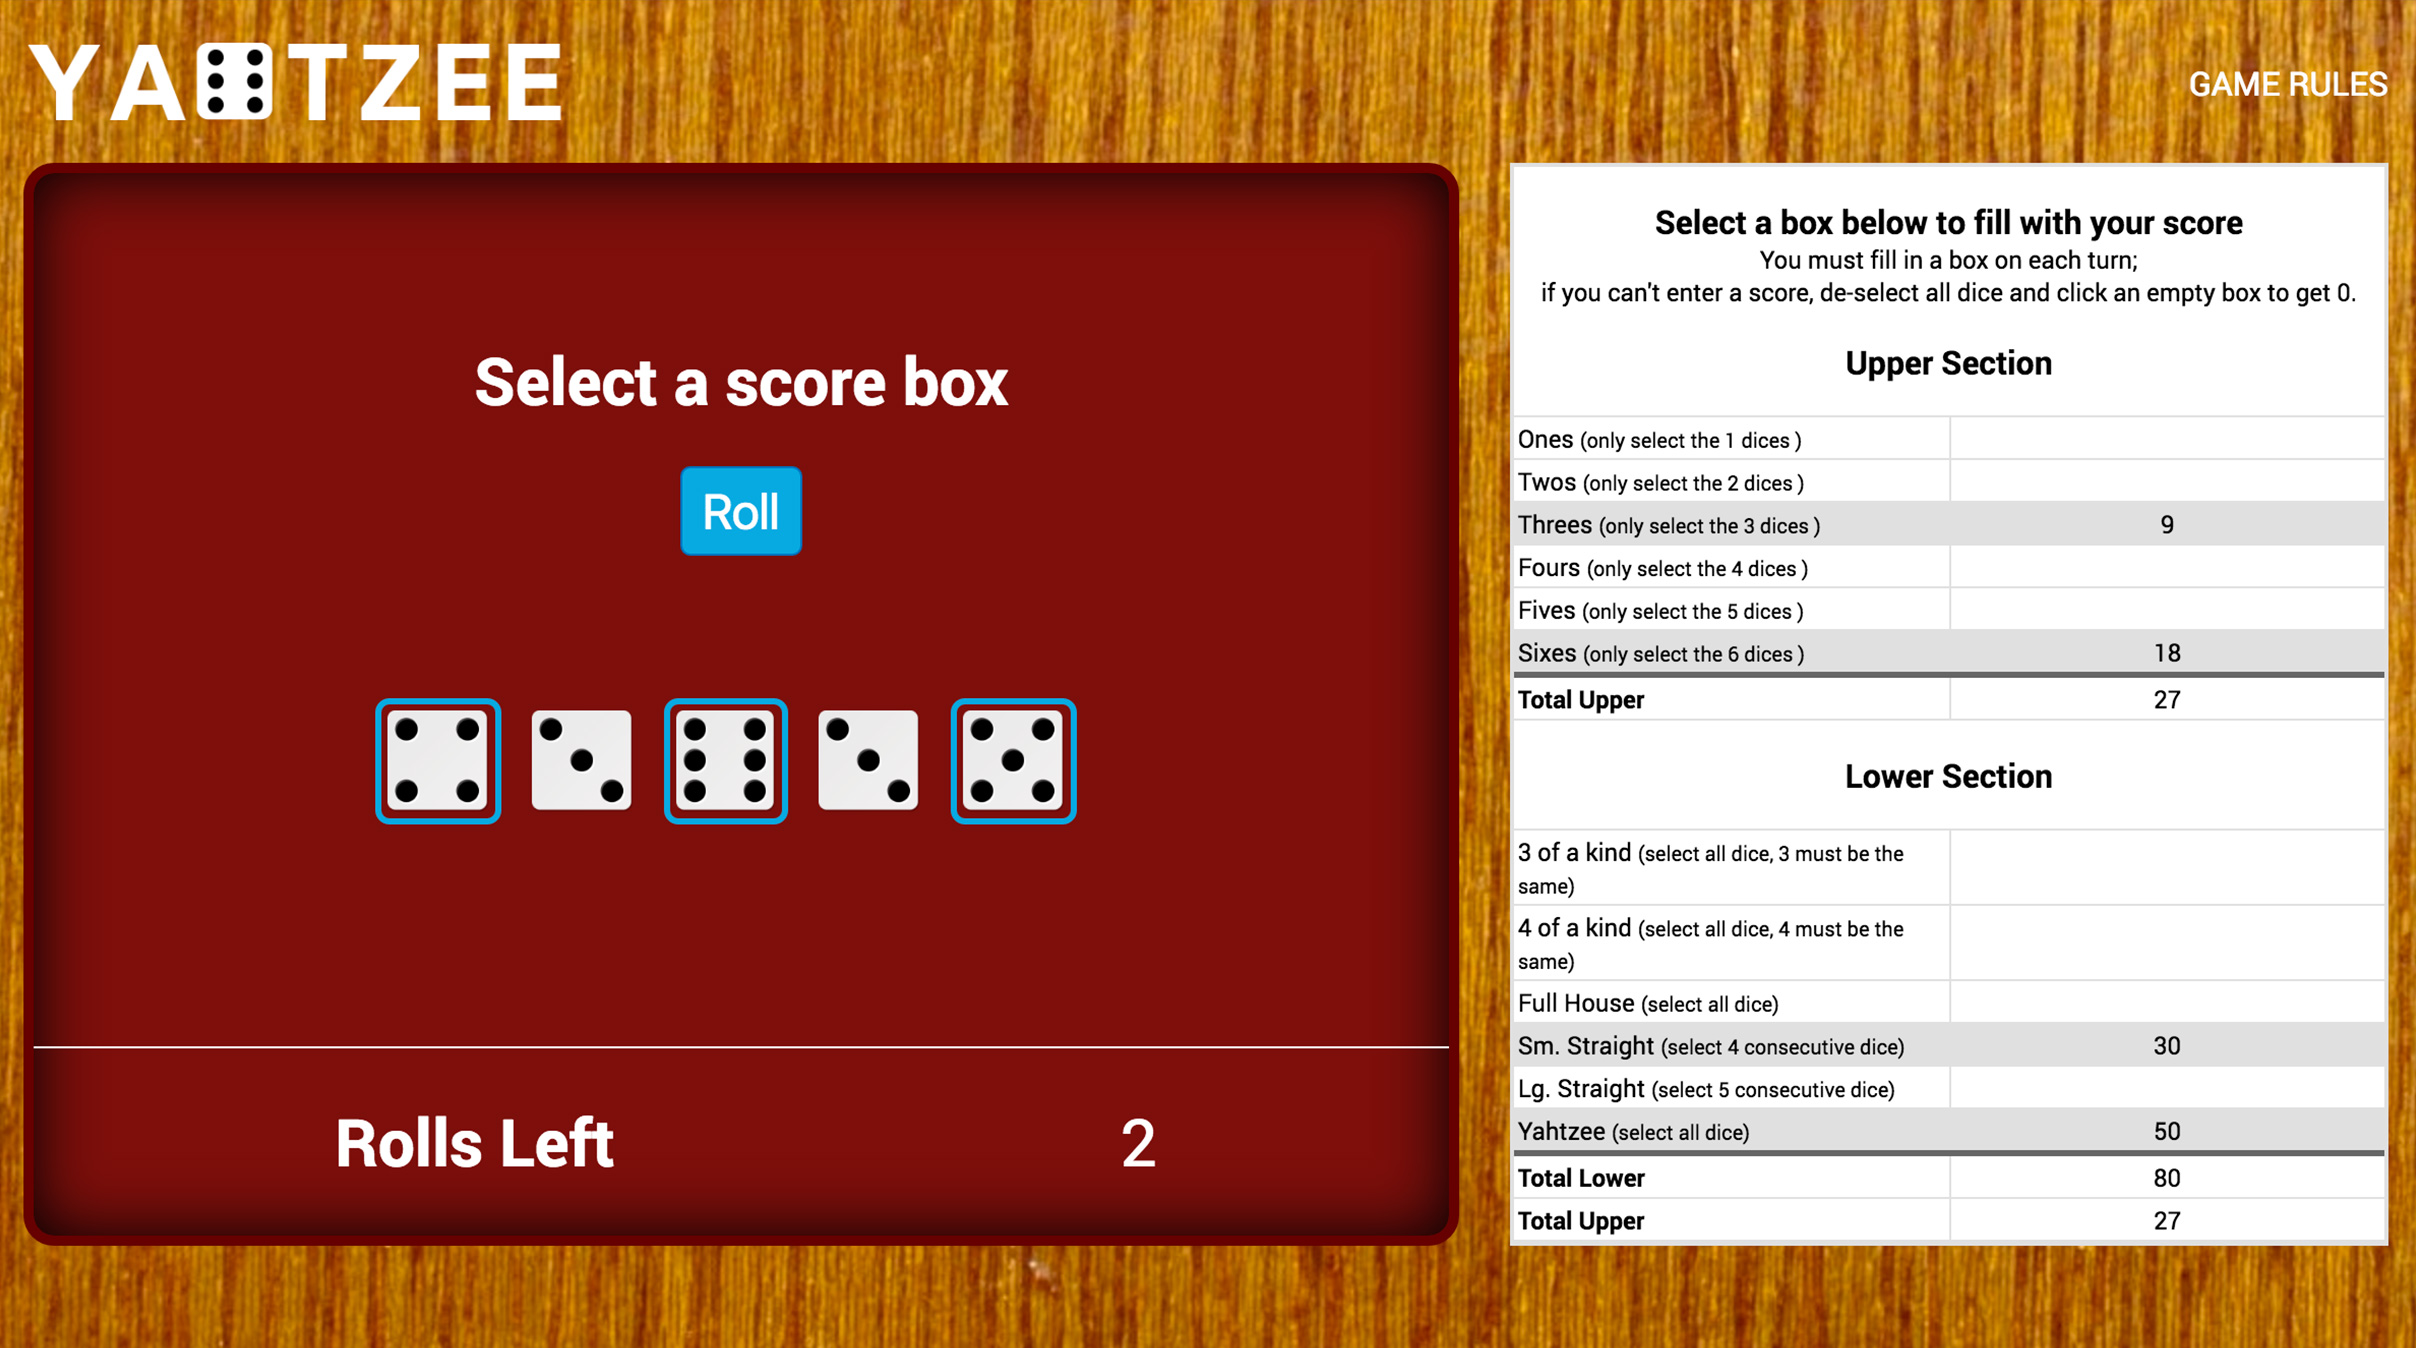 YAHTZEE
GAME RULES
Select a score box
Roll
Rolls Left 2
Select a box below to fill with your score
You must fill in a box on each turn;
if you can't enter a score, de-select all dice and click an empty box to get 0.
Upper Section
Ones (only select the 1 dices )
Twos (only select the 2 dices )
Threes (only select the 3 dices ) 9
Fours (only select the 4 dices )
Fives (only select the 5 dices )
Sixes (only select the 6 dices ) 18
Total Upper 27
Lower Section
3 of a kind (select all dice, 3 must be the
same)
4 of a kind (select all dice, 4 must be the
same)
Full House (select all dice)
Sm. Straight (select 4 consecutive dice) 30
Lg. Straight (select 5 consecutive dice)
Yahtzee (select all dice) 50
Total Lower 80
Total Upper 27